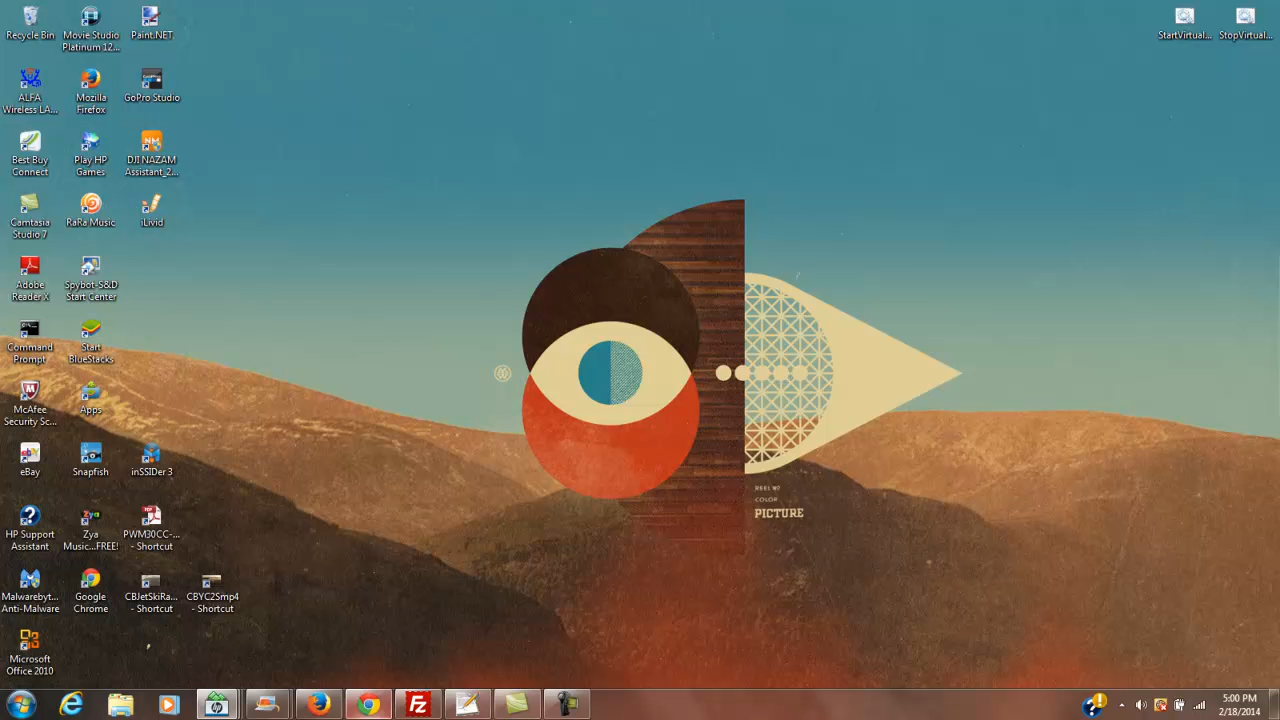 Recycle Bin
Movie Studio
Platinum 12...
Paint.NET
StartVirtual...
StopVirtual...
ALFA
Wireless LA...
Mozilla
Firefox
GoPro Studio
Best Buy
Connect
Play HP
Games
NM
DJI NAZAM
Assistant_2...
Camtasia
Studio 7
RaRa Music
iLivid
Adobe
Reader X
Spybot-S&D
Start Center
Command
Prompt
Start
BlueStacks
McAfee
Security Sc...
Apps
eBay
Snapfish
inSSIDer 3
HP Support
Assistant
Zya
Music...FREE!
PWM30CC-...
- Shortcut
COLOR
PICTURE
Malwarebyt...
Anti-Malware
Google
Chrome
CBJetSkiRa...
- Shortcut
CBYC2Smp4
- Shortcut
Microsoft
Office 2010
5:00 PM
2/18/2014